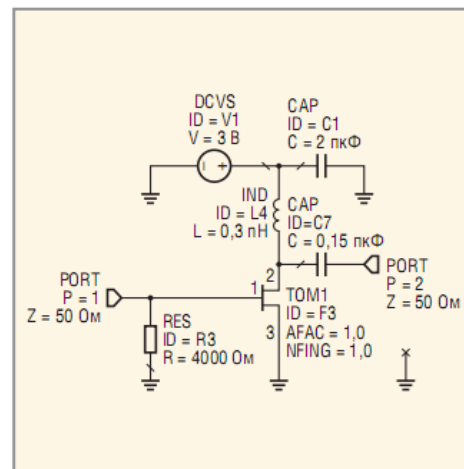 DCVS
ID = V1
V = 3 В
CAP
ID = C1
C = 2 пкФ
IND
ID = L4
L = 0,3 пН
CAP
ID=C7
C = 0,15 пкФ
PORT
P = 1
Z = 50 Ом
1
2
3
TOM1
ID = F3
AFAC = 1,0
NFING = 1,0
PORT
P = 2
Z = 50 Ом
RES
ID = R3
R = 4000 Ом